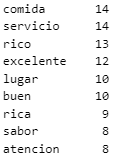 comida 14
servicio 14
rico 13
excelente 12
lugar 10
buen 10
rica 9
sabor 8
atencion 8